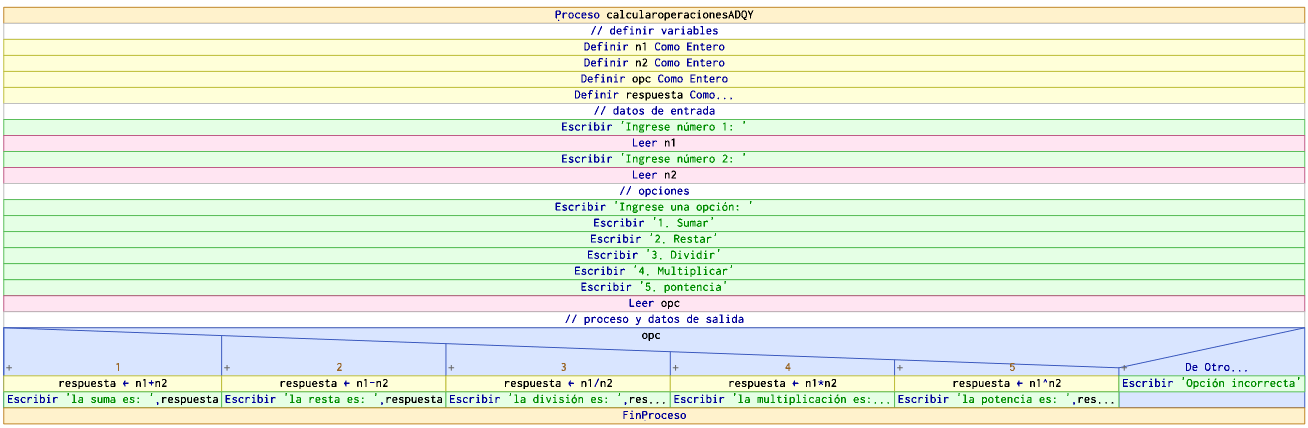 Proceso calcularoperacionesADQY
// definir variables
Definir n1 Como Entero
Definir n2 Como Entero
Definir opc Como Entero
Definir respuesta Como...
// datos de entrada
Escribir 'Ingrese número 1: '
Leer n1
Escribir 'Ingrese número 2: '
Leer n2
// opciones
Escribir 'Ingrese una opción: '
Escribir '1. Sumar'
Escribir '2. Restar'
Escribir '3. Dividir'
Escribir '4. Multiplicar'
Escribir '5. pontencia'
Leer opc
// proceso y datos de salida
opc
+ 1 + 2 + 3 + 4 + 5 + De Otro...
respuesta ← n1+n2 respuesta ← n1-n2 respuesta ← n1/n2 respuesta ← n1*n2 respuesta ← n1^n2 Escribir 'Opción incorrecta'
Escribir 'la suma es: ',respuesta Escribir 'la resta es: ',respuesta Escribir 'la división es: ',res... Escribir 'la multiplicación es:... Escribir 'la potencia es: ',res...
FinProceso